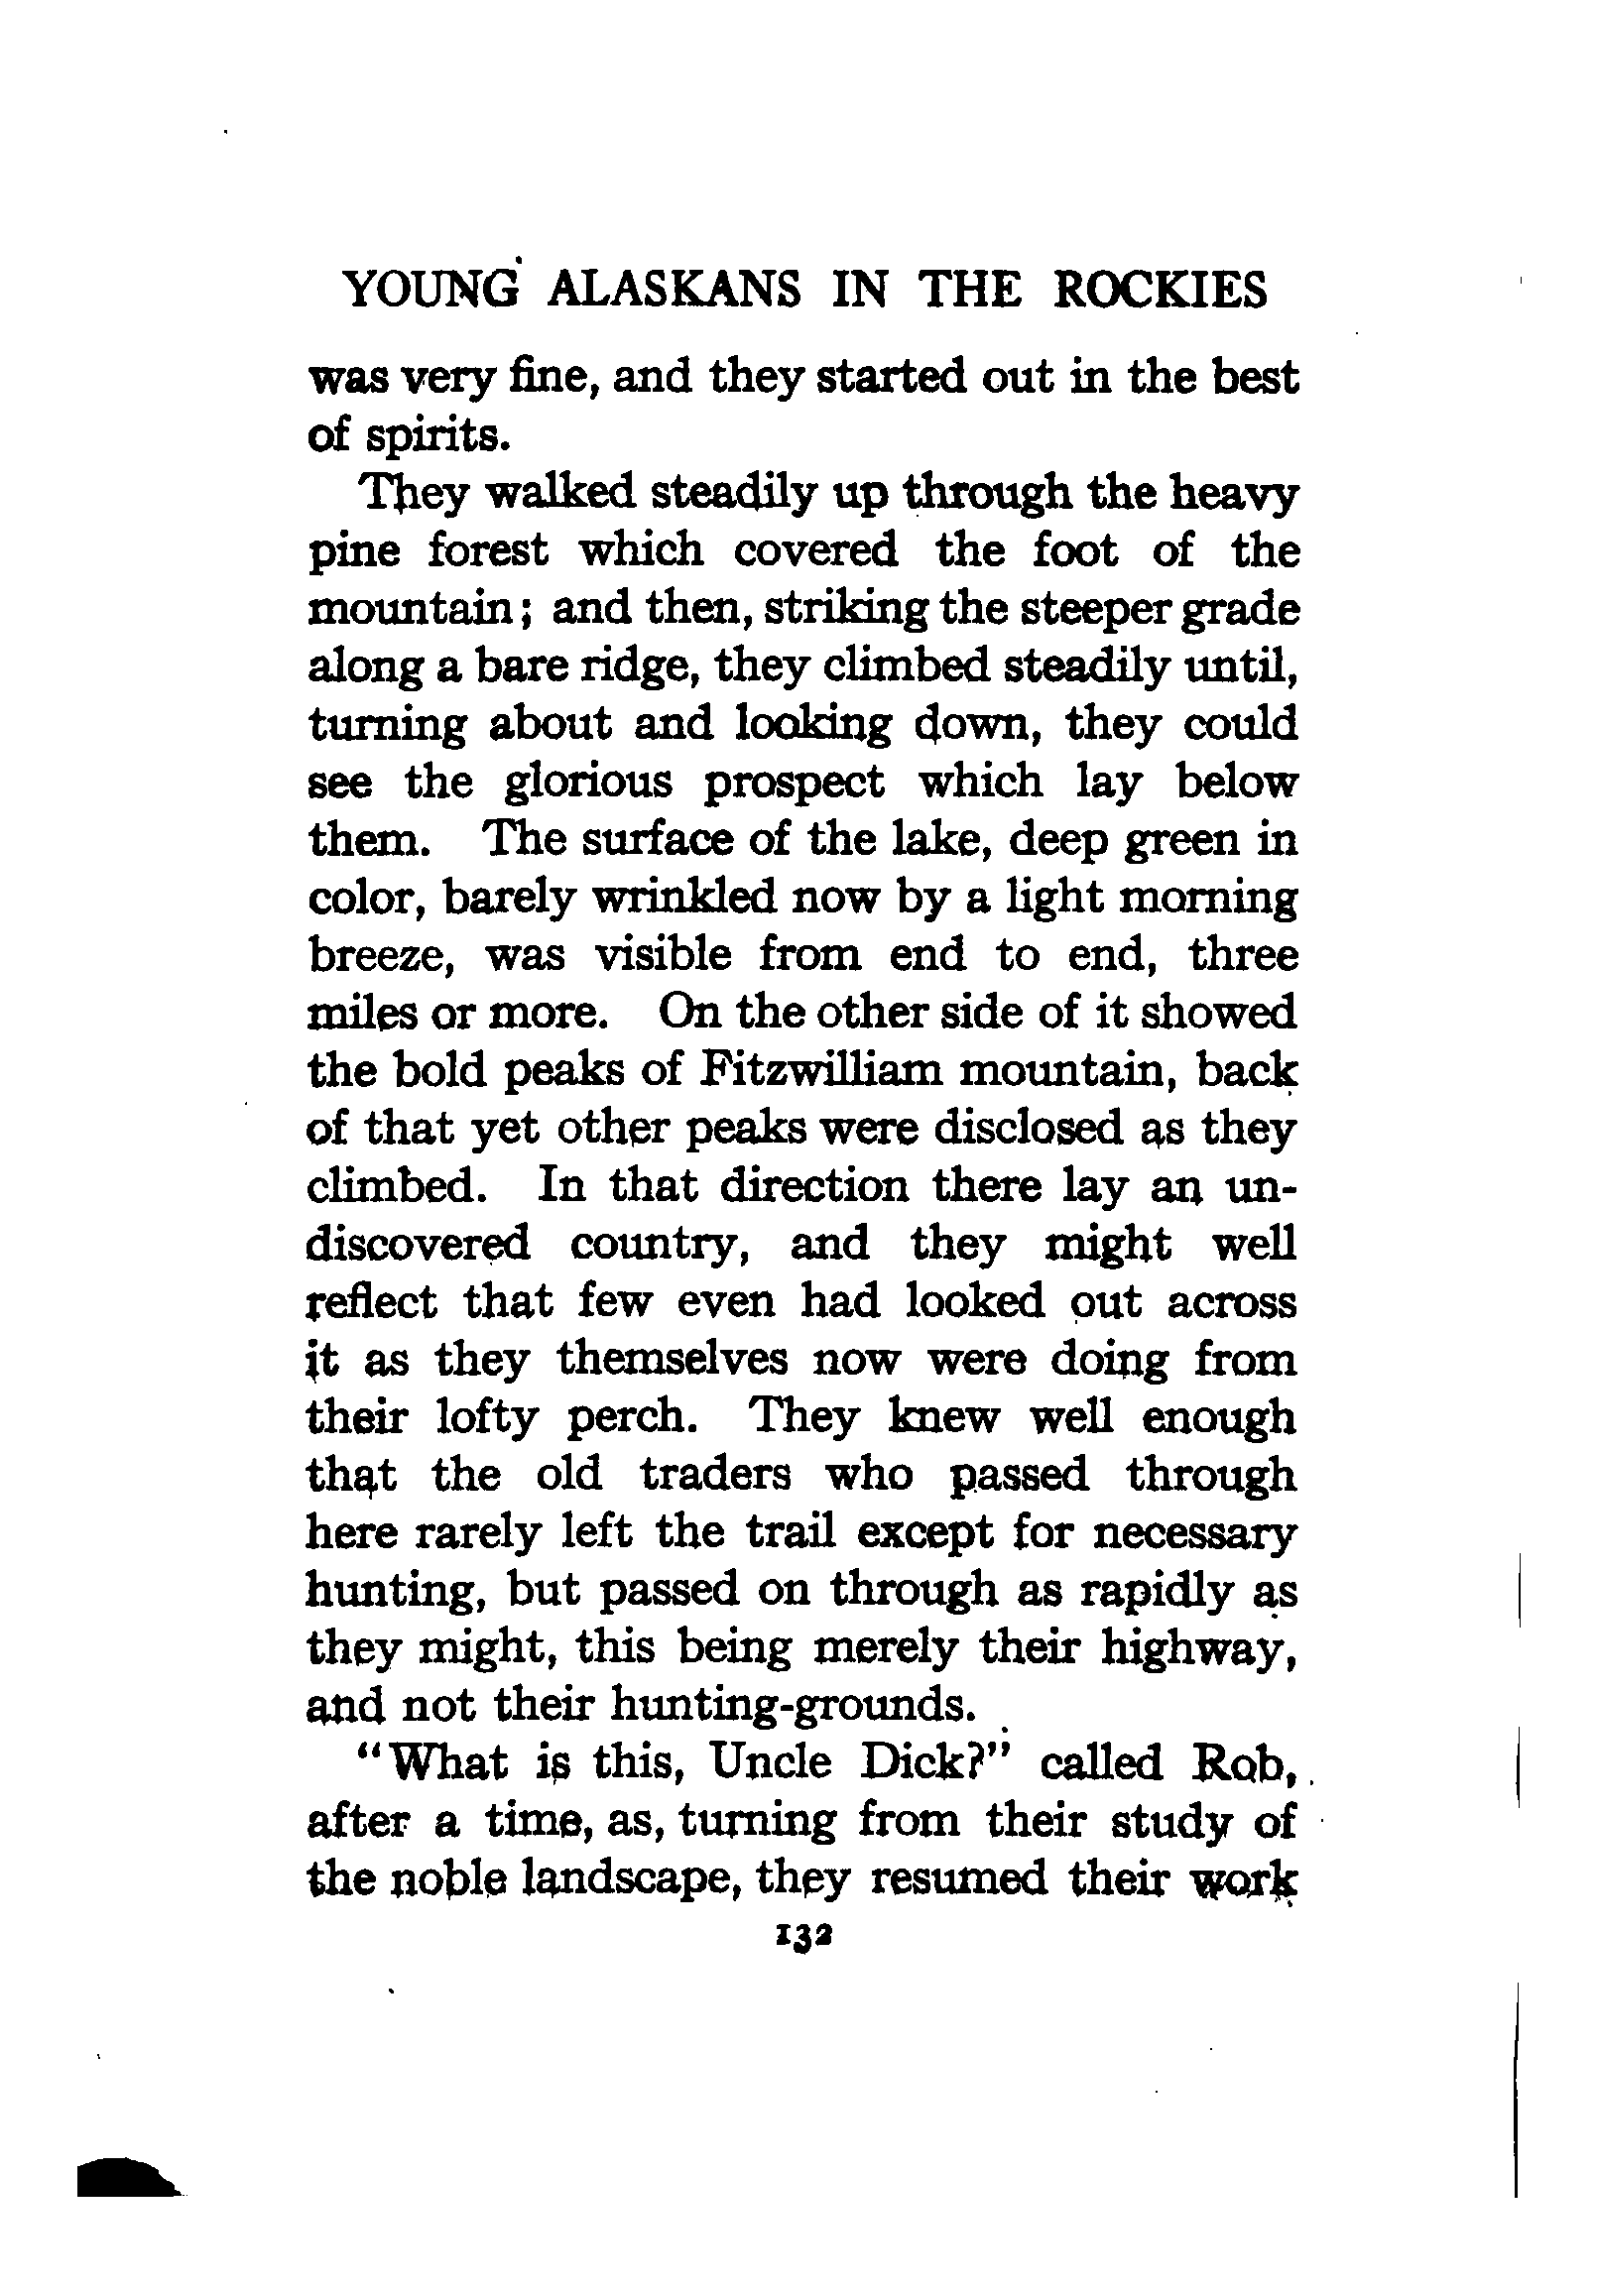 YOUNG ALASKANS IN THE ROCKIES
was very fine, and they started out in the best
of spirits.
They walked steadily up through the heavy
pine forest which covered the foot of the
mountain; and then, striking the steeper grade
along a bare ridge, they climbed steadily until,
turning about and looking down, they could
see the glorious prospect which lay below
them. The surface of the lake, deep green in
color, barely wrinkled now by a light morning
breeze, was visible from end to end, three
miles or more. On the other side of it showed
the bold peaks of Fitzwilliam mountain, back
of that yet other peaks were disclosed as they
climbed. In that direction there lay an un-
discovered country, and they might well
reflect that few even had looked out across
it as they themselves now were doing from
their lofty perch. They knew well enough
that the old traders who passed through
here rarely left the trail except for necessary
hunting, but passed on through as rapidly as
they might, this being merely their highway,
and not their hunting-grounds.
"What is this, Uncle Dick?" called Rob,
after a time, as, turning from their study of
the noble landscape, they resumed their work
132